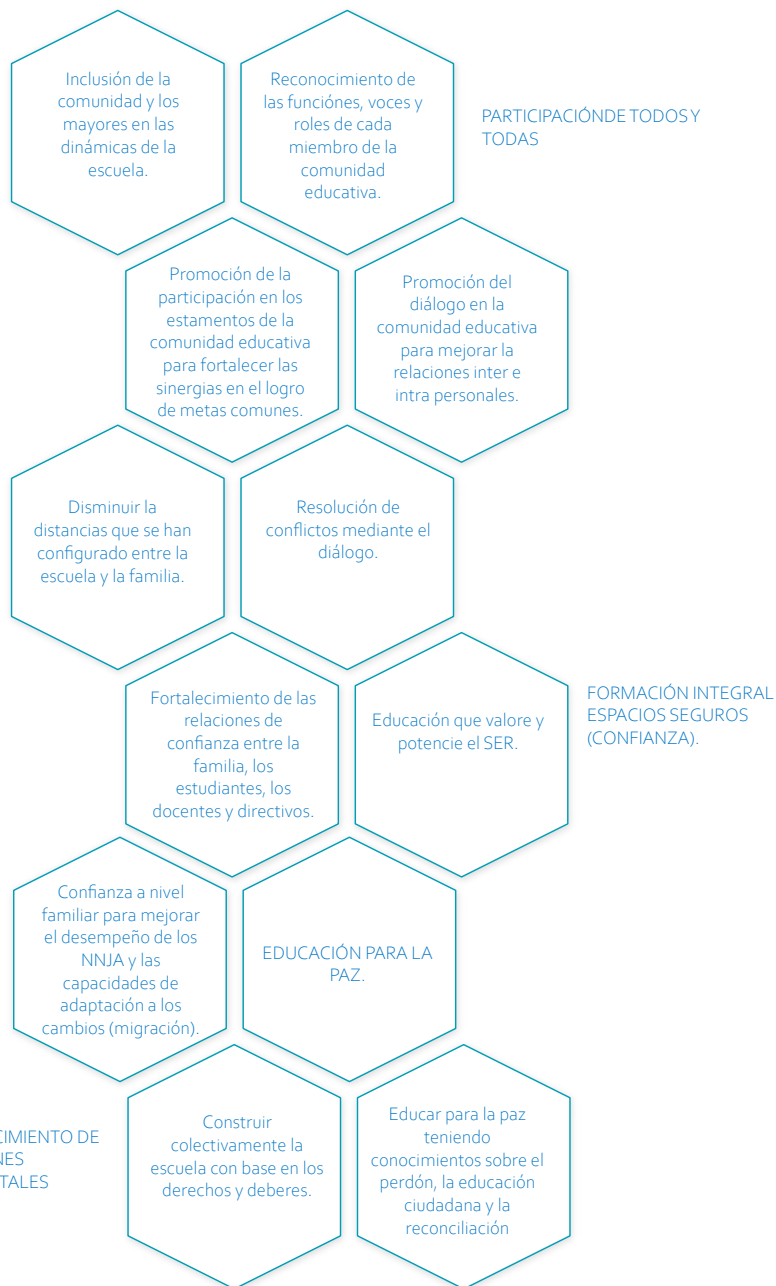 Inclusión de la
comunidad y los
mayores en las
dinámicas de la
escuela.
Reconocimiento de
las funciónes, voces y
roles de cada
miembro de la
comunidad
educativa.
PARTICIPACIÓNDE TODOS Y
TODAS
Promoción de la
participación en los
estamentos de la
comunidad educativa
para fortalecer las
sinergias en el logro
de metas comunes.
Promoción del
diálogo en la
comunidad educativa
para mejorar la
relaciones inter e
intra personales.
Disminuir la
distancias que se han
configurado entre la
escuela y la familia.
Resolución de
conflictos mediante el
diálogo.
Fortalecimiento de las
relaciones de
confianza entre la
familia, los
estudiantes, los
docentes y directivos.
Educación que valore y
potencie el SER.
FORMACIÓN INTEGRAL
ESPACIOS SEGUROS
(CONFIANZA).
Confianza a nivel
familiar para mejorar
el desempeño de los
NNJA y las
capacidades de
adaptación a los
cambios (migración).
EDUCACIÓN PARA LA
PAZ.
CIMIENTO DE
NES
TALES
Construir
colectivamente la
escuela con base en los
derechos y deberes.
Educar para la paz
teniendo
conocimientos sobre el
perdón, la educación
ciudadana y la
reconciliación